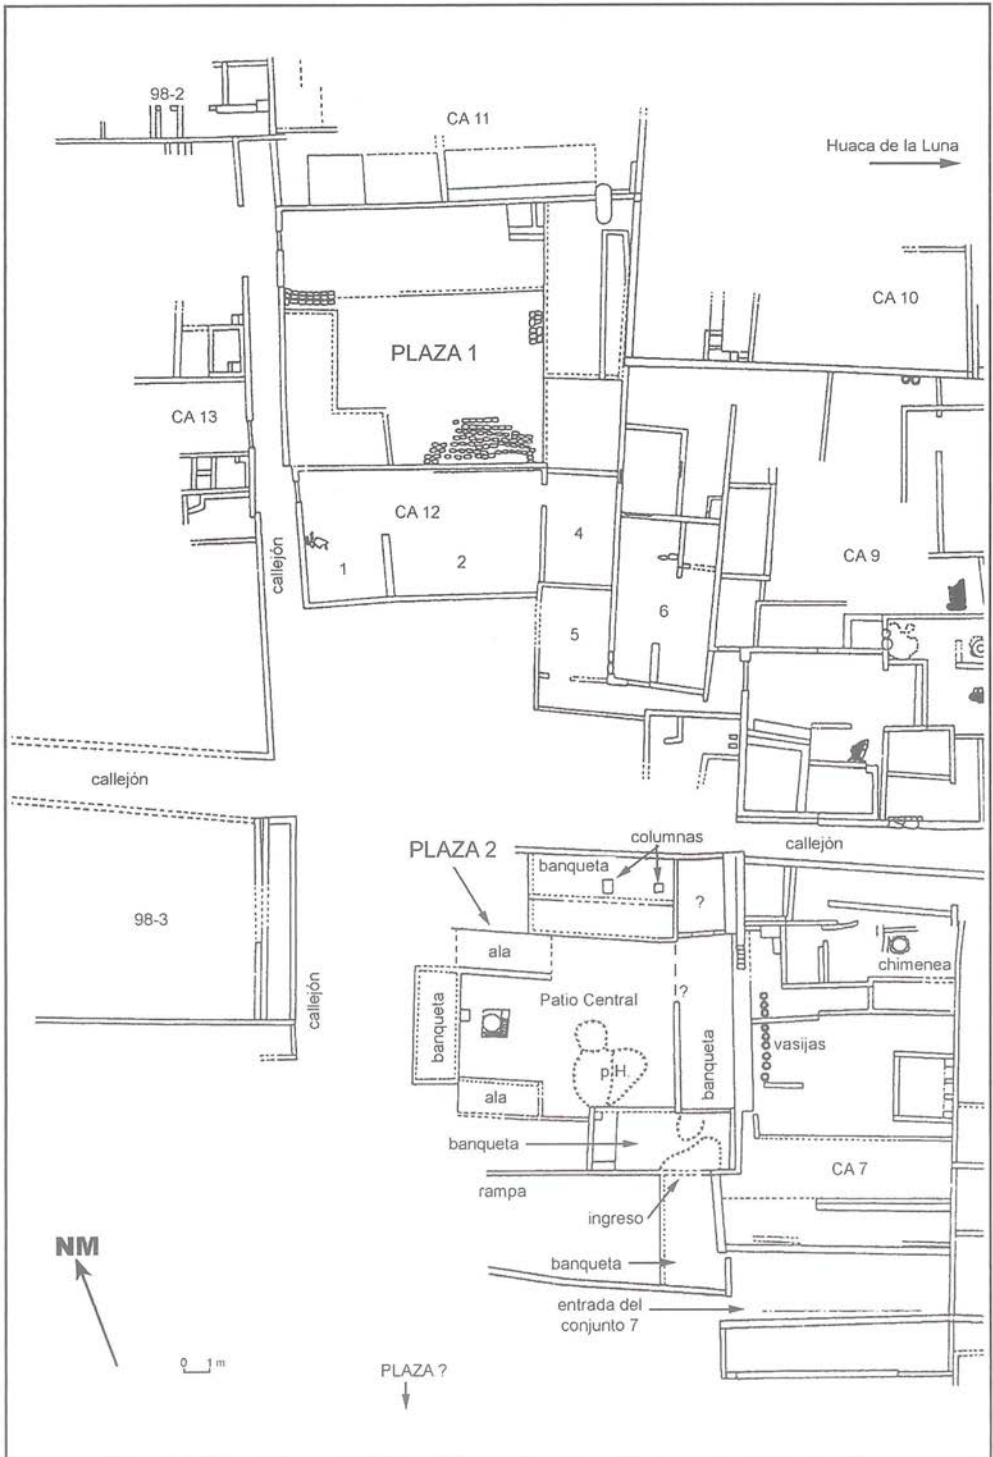 98-2
CA 11
Huaca de la Luna
CA 10
PLAZA 1
CA 13
CA 12
callejón
1
2
4
CA 9
5
6
callejón
callejón
PLAZA 2
columnas
banqueta
?
98-3
ala
chimenea
callejón
banqueta
Patio Central
?
banqueta
vasijas
p.H.
ala
banqueta
CA 7
rampa
ingreso
NM
banqueta
entrada del
conjunto 7
0 1 m
PLAZA ?